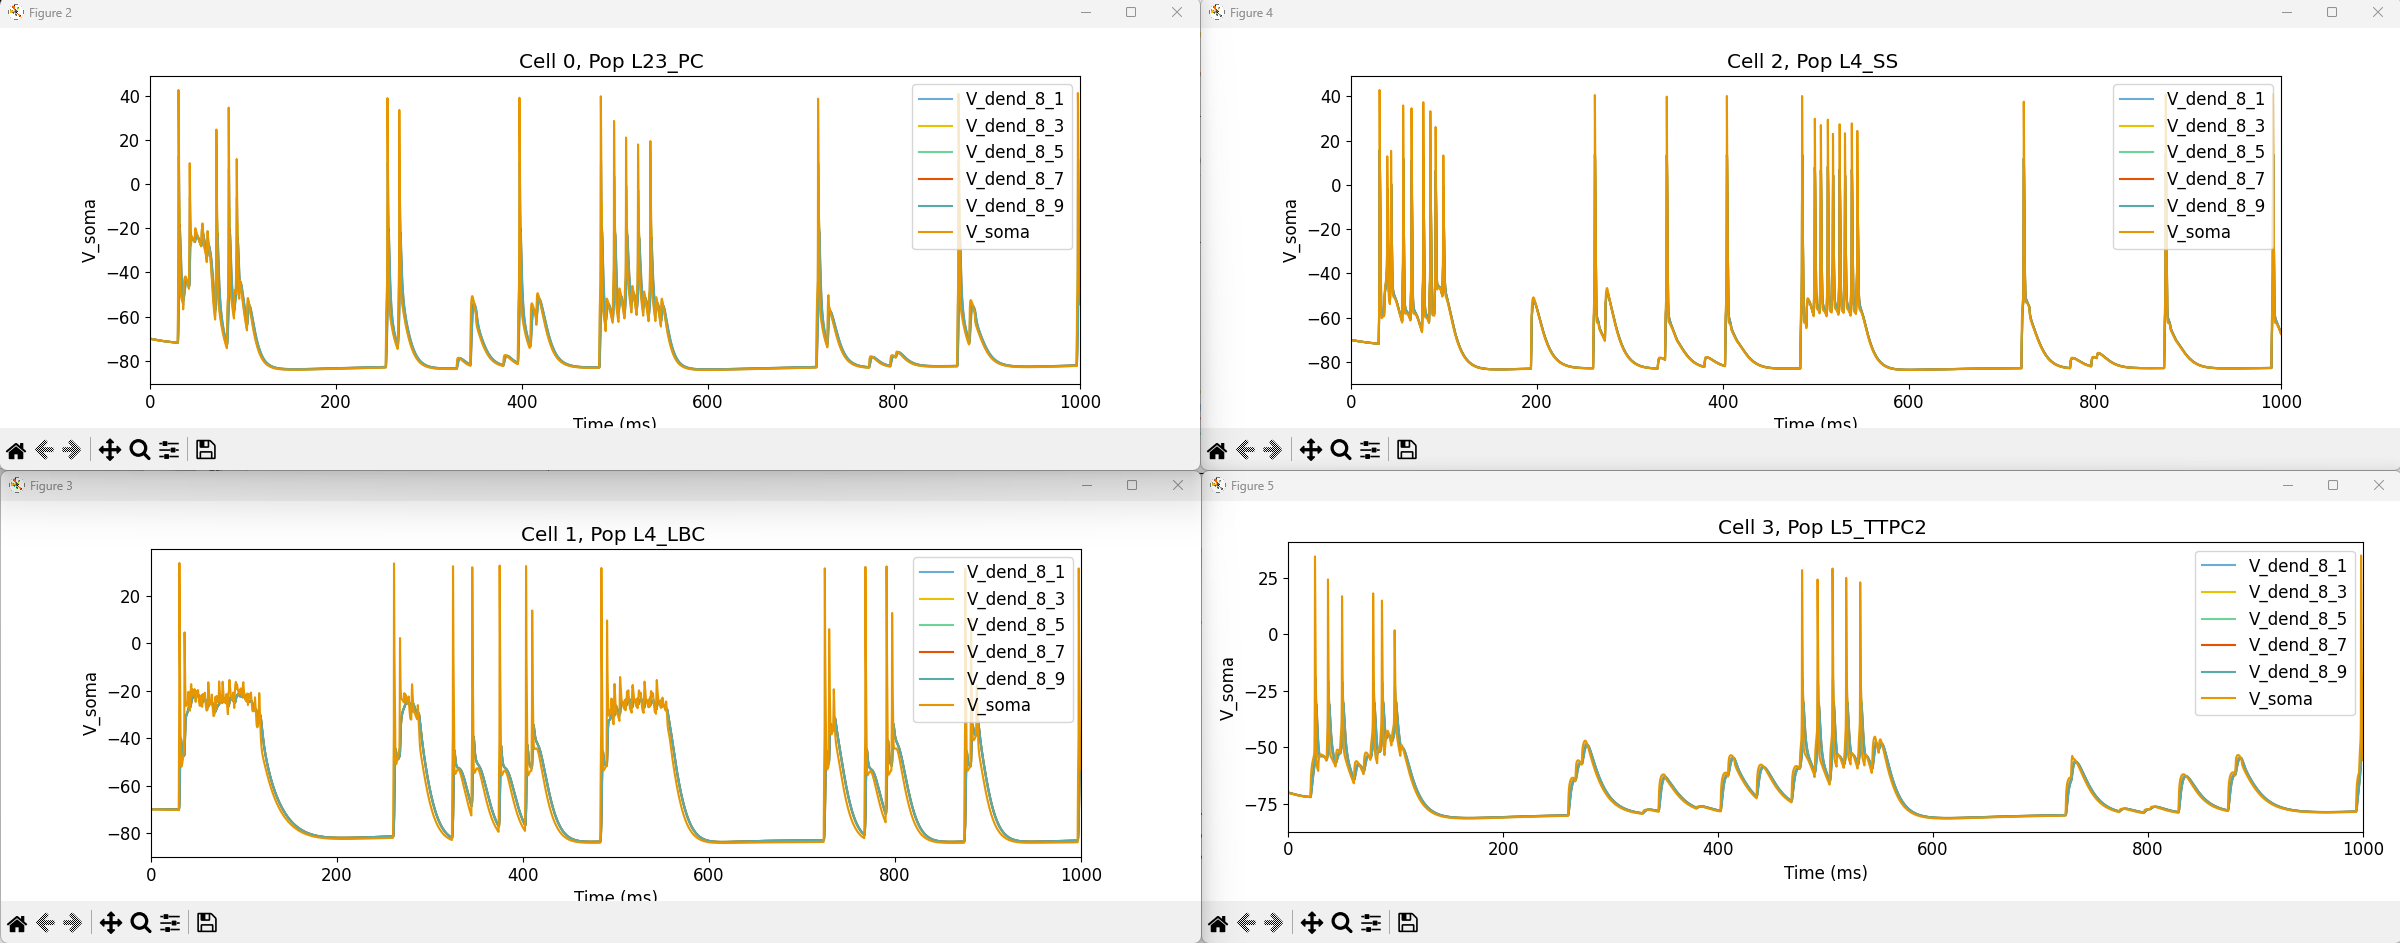 Figure 2
Cell 0, Pop L23_PC
V_soma
40
20
0
−20
−40
−60
−80
0 200 400 600 800 1000
Time (ms)
V_dend_8_1
V_dend_8_3
V_dend_8_5
V_dend_8_7
V_dend_8_9
V_soma
Figure 4
Cell 2, Pop L4_SS
V_soma
40
20
0
−20
−40
−60
−80
0 200 400 600 800 1000
Time (ms)
V_dend_8_1
V_dend_8_3
V_dend_8_5
V_dend_8_7
V_dend_8_9
V_soma
Figure 3
Cell 1, Pop L4_LBC
V_soma
20
0
−20
−40
−60
−80
0 200 400 600 800 1000
Time (ms)
V_dend_8_1
V_dend_8_3
V_dend_8_5
V_dend_8_7
V_dend_8_9
V_soma
Figure 5
Cell 3, Pop L5_TTPC2
V_soma
25
0
−25
−50
−75
0 200 400 600 800 1000
Time (ms)
V_dend_8_1
V_dend_8_3
V_dend_8_5
V_dend_8_7
V_dend_8_9
V_soma